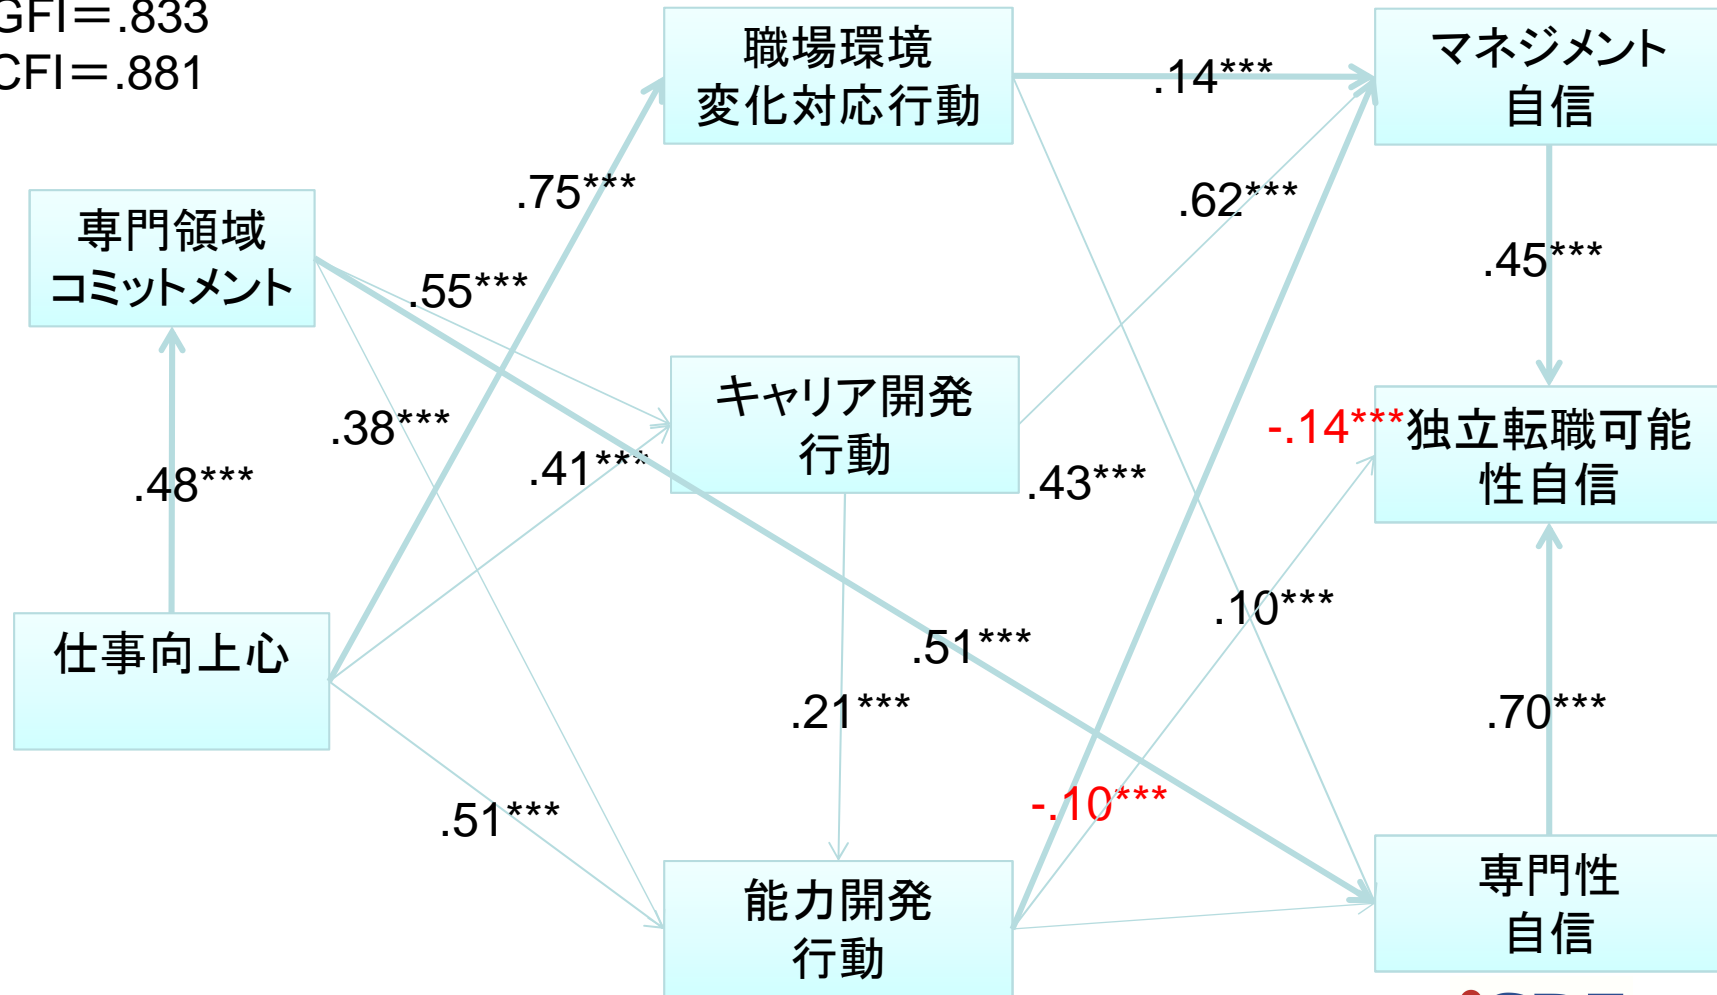 GFI＝.833
CFI＝.881
職場環境
変化対応行動
マネジメント
自信
.14***
.75***
.62***
専門領域
コミットメント
.55***
.45***
キャリア開発
行動
.38***
.41***
.48***
.43***
-.14***
独立転職可能
性自信
.10***
.51***
仕事向上心
.21***
.70***
.51***
-.10***
能力開発
行動
専門性
自信